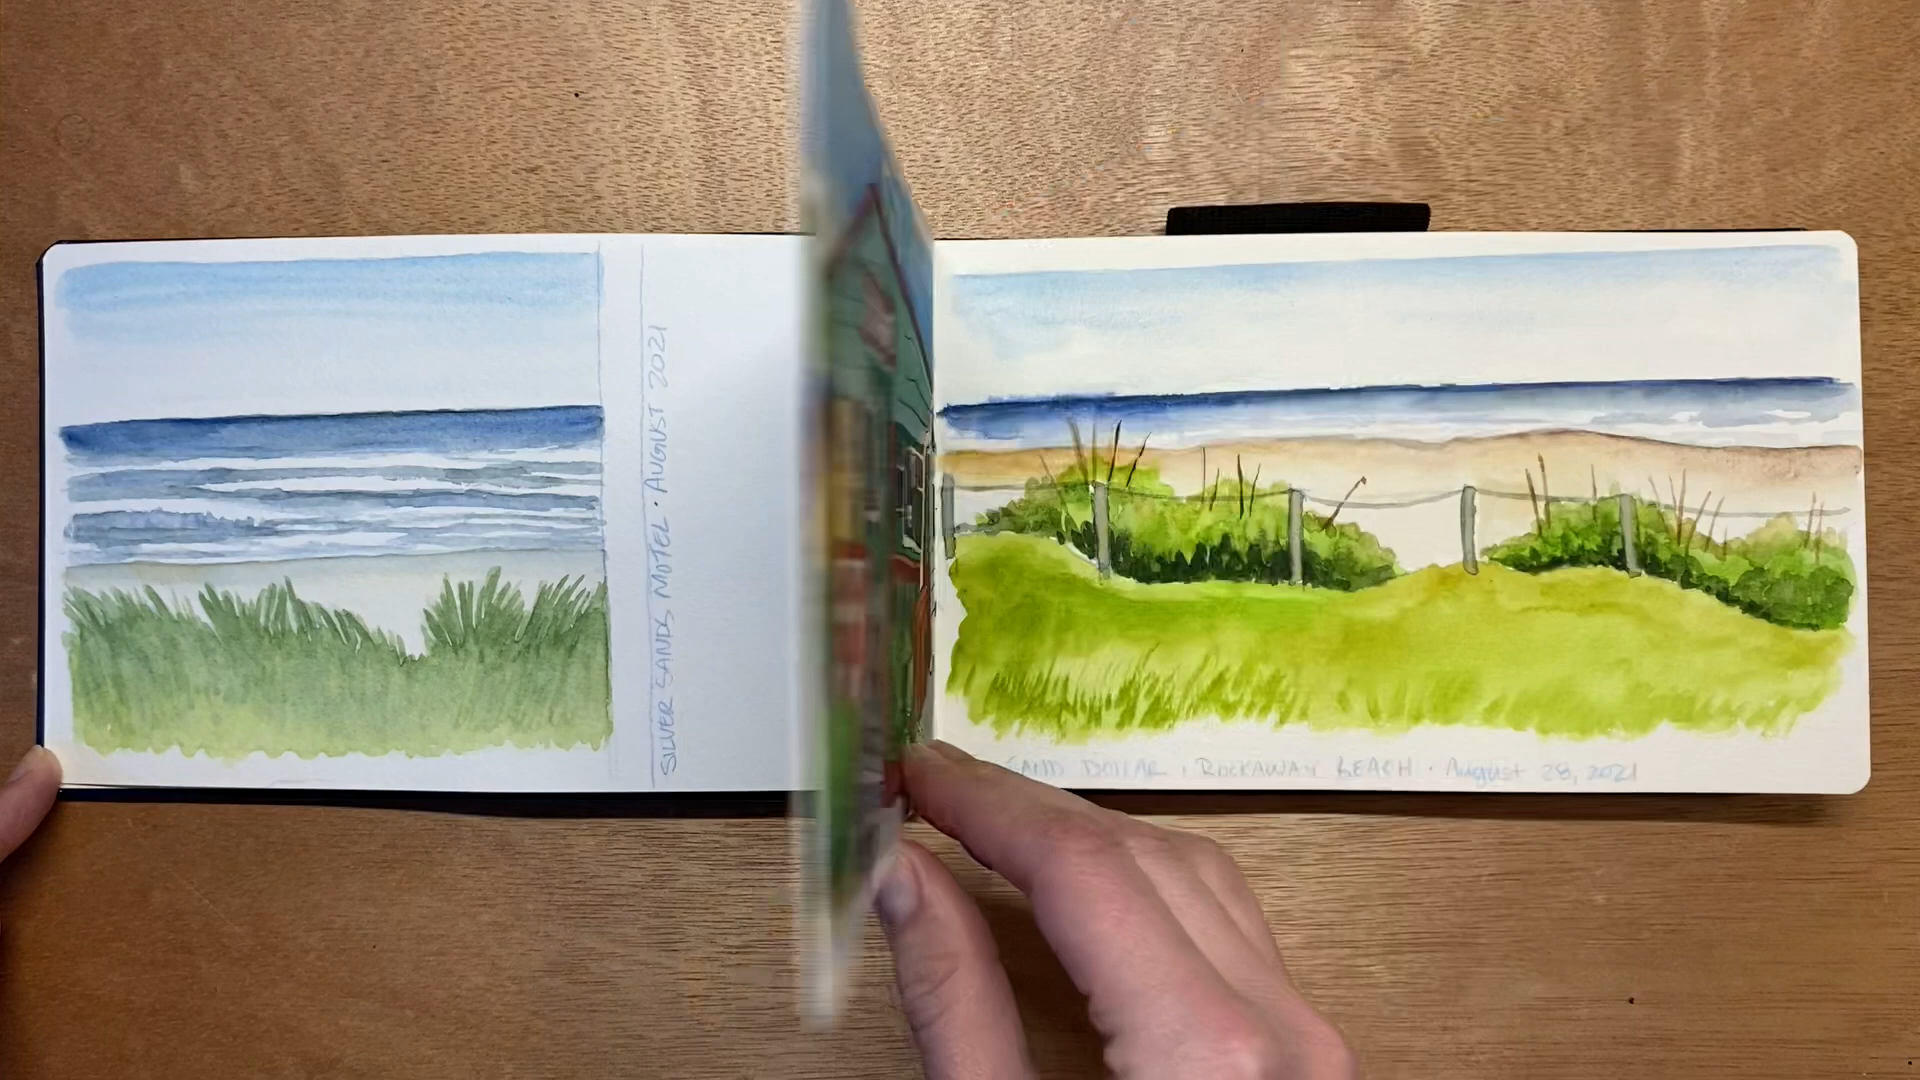 SILVER SANDS MOTEL · AUGUST 2021
SAND DOLLAR · ROCKAWAY BEACH · August 28, 2021